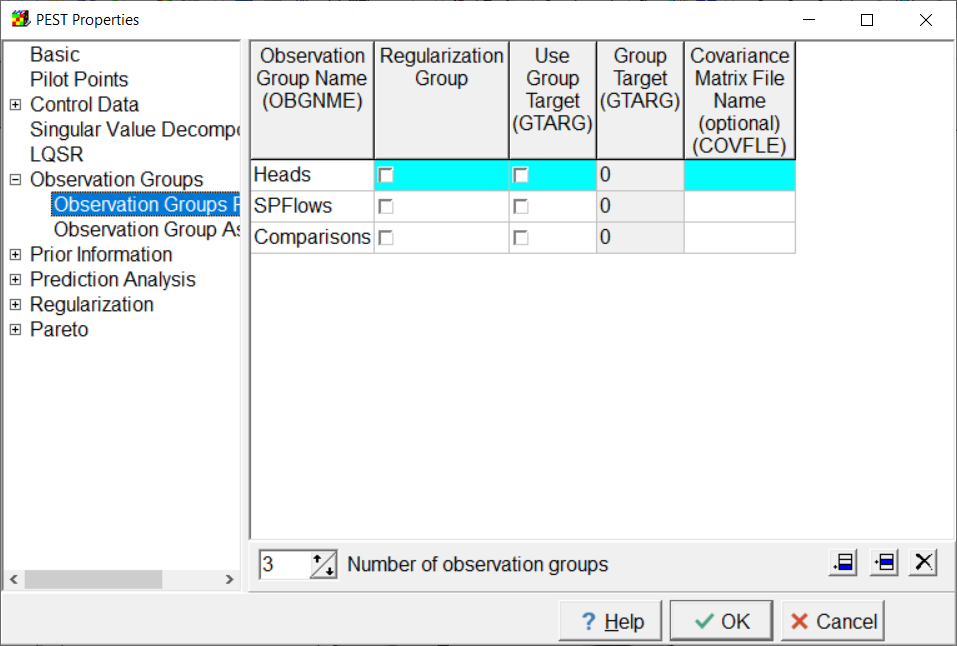 PEST Properties
Basic
Pilot Points
Control Data
Singular Value Decompo
LQSR
Observation Groups
Observation Groups P
Observation Group As
Prior Information
Prediction Analysis
Regularization
Pareto
Observation Group Name (OBGNME)
Regularization Group
Use Group Target (GTARG)
Group Target (GTARG)
Covariance Matrix File Name (optional) (COVFLE)
Heads 0
SPFlows 0
Comparisons 0
3 Number of observation groups
? Help OK Cancel